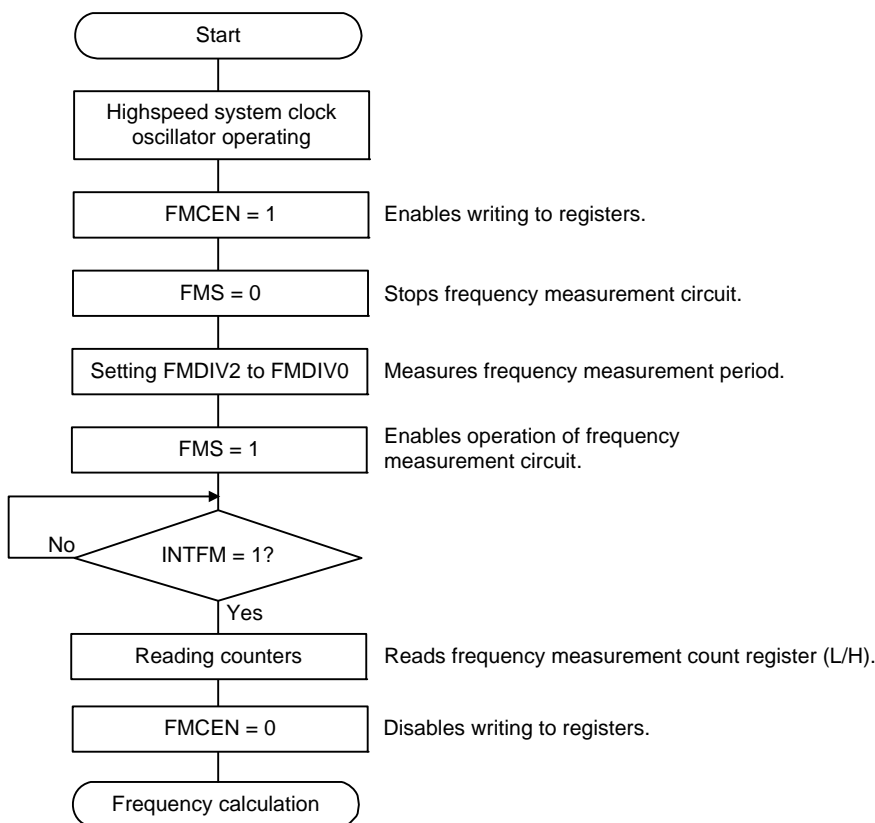 Start
Highspeed system clock
oscillator operating
FMCEN = 1
Enables writing to registers.
FMS = 0
Stops frequency measurement circuit.
Setting FMDIV2 to FMDIV0
Measures frequency measurement period.
FMS = 1
Enables operation of frequency
measurement circuit.
No
INTFM = 1?
Yes
Reading counters
Reads frequency measurement count register (L/H).
FMCEN = 0
Disables writing to registers.
Frequency calculation